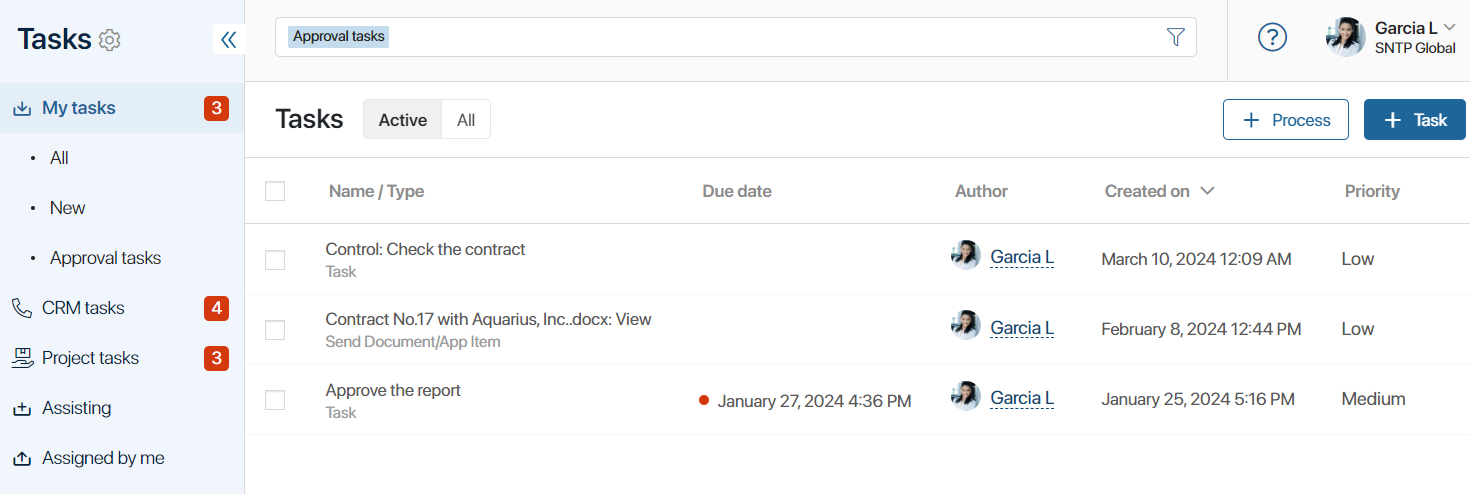 Tasks
My tasks 3
All
New
Approval tasks
CRM tasks 4
Project tasks 3
Assisting
Assigned by me
Approval tasks
?
Garcia L
SNTP Global
Tasks Active All + Process + Task
Name / Type Due date Author Created on Priority
Control: Check the contract
Task
Garcia L March 10, 2024 12:09 AM Low
Contract No.17 with Aquarius, Inc..docx: View
Send Document/App Item
Garcia L February 8, 2024 12:44 PM Low
Approve the report
Task
January 27, 2024 4:36 PM Garcia L January 25, 2024 5:16 PM Medium